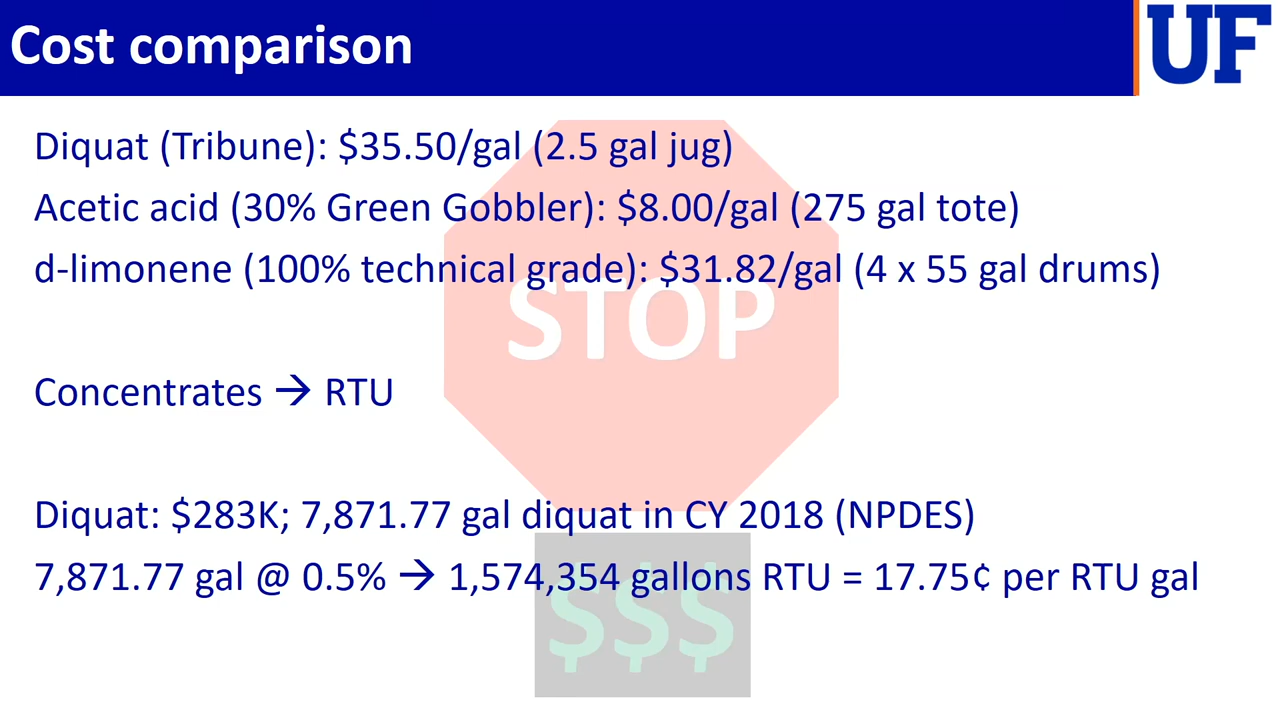 Cost comparison
UF
Diquat (Tribune): $35.50/gal (2.5 gal jug)
Acetic acid (30% Green Gobbler): $8.00/gal (275 gal tote)
d-limonene (100% technical grade): $31.82/gal (4 x 55 gal drums)
STOP
Concentrates → RTU
Diquat: $283K; 7,871.77 gal diquat in CY 2018 (NPDES)
7,871.77 gal @ 0.5% → 1,574,354 gallons RTU = 17.75¢ per RTU gal
$$$